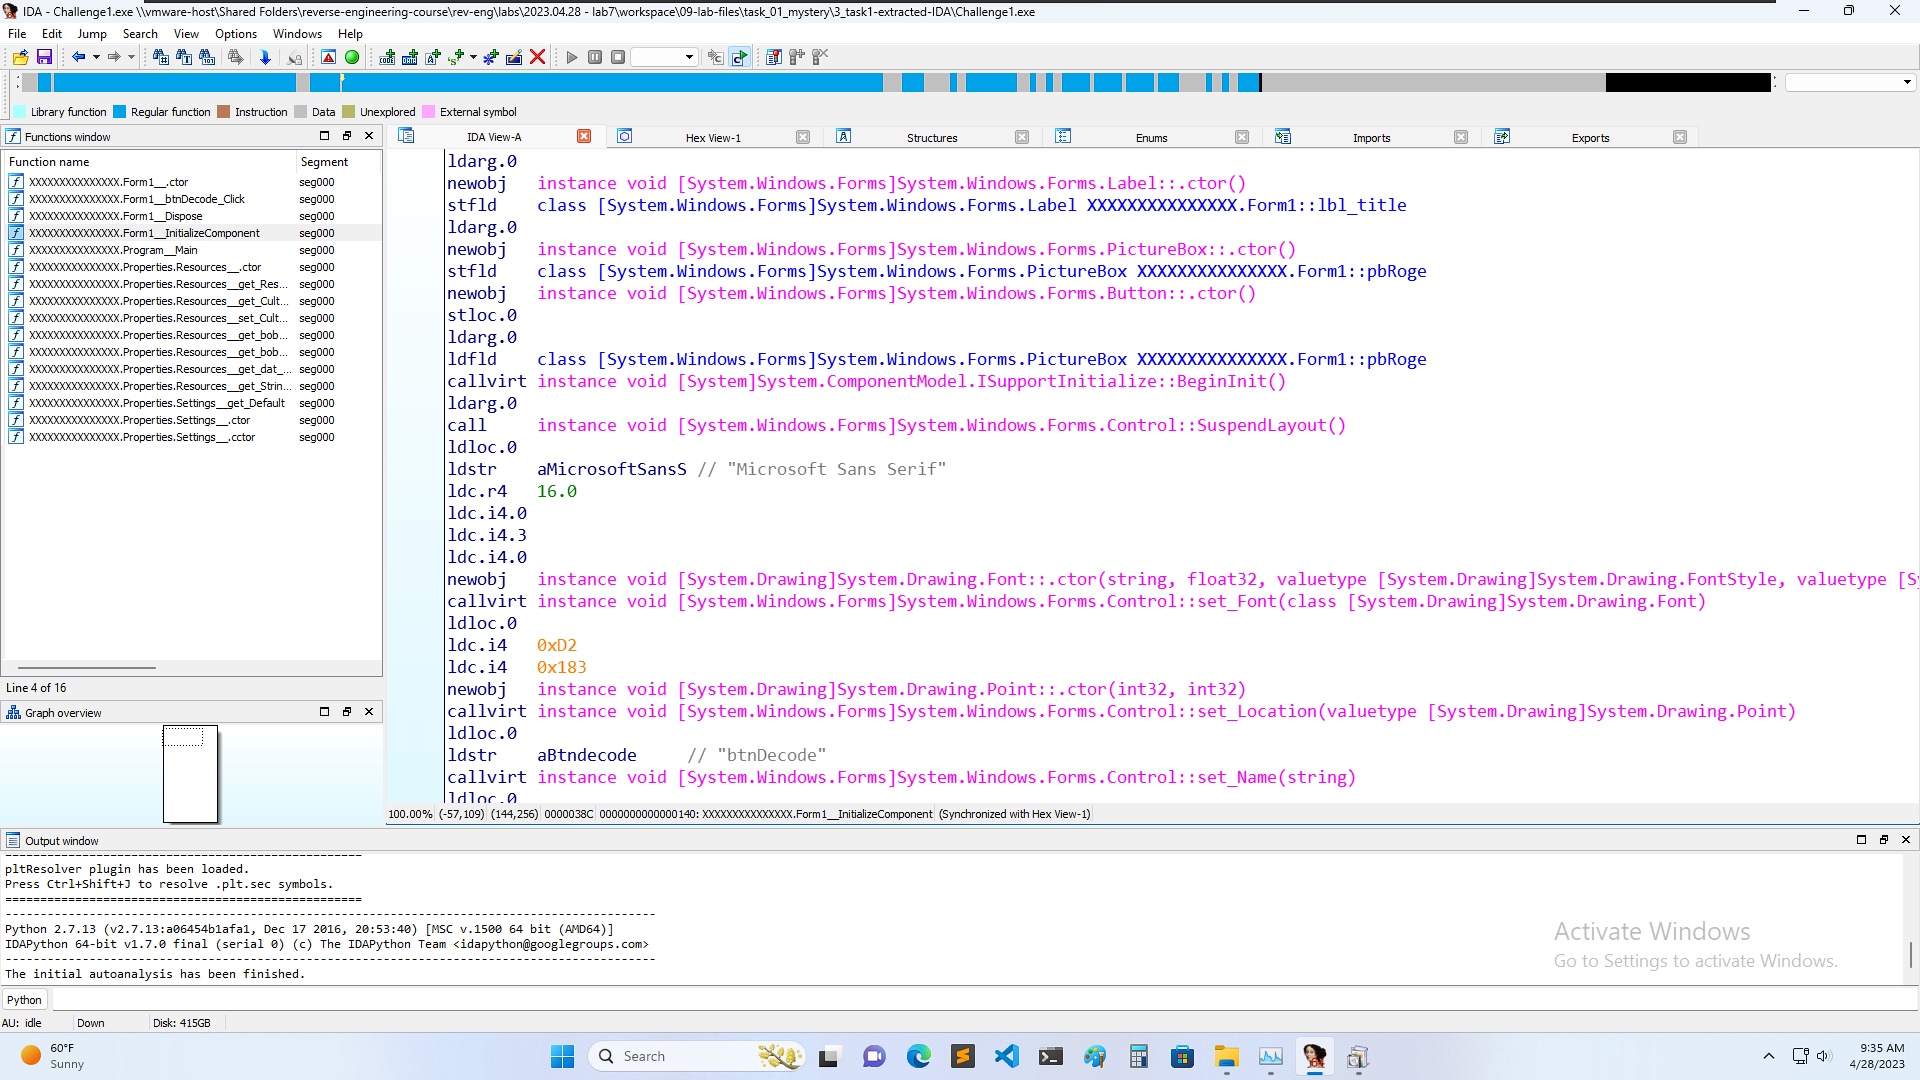 IDA - Challenge1.exe \\vmware-host\Shared Folders\reverse-engineering-course\rev-eng\labs\2023.04.28 - lab7\workspace\09-lab-files\task_01_mystery\3_task1-extracted-IDA\Challenge1.exe
File Edit Jump Search View Options Windows Help
Library function Regular function Instruction Data Unexplored External symbol
Functions window
IDA View-A Hex View-1 Structures Enums Imports Exports
Function name Segment
XXXXXXXXXXXXXXX.Form1__.ctor seg000
XXXXXXXXXXXXXXX.Form1__btnDecode_Click seg000
XXXXXXXXXXXXXXX.Form1__Dispose seg000
XXXXXXXXXXXXXXX.Form1__InitializeComponent seg000
XXXXXXXXXXXXXXX.Program__Main seg000
XXXXXXXXXXXXXXX.Properties.Resources__.ctor seg000
XXXXXXXXXXXXXXX.Properties.Resources__get_Res... seg000
XXXXXXXXXXXXXXX.Properties.Resources__get_Cult... seg000
XXXXXXXXXXXXXXX.Properties.Resources__set_Cult... seg000
XXXXXXXXXXXXXXX.Properties.Resources__get_bob... seg000
XXXXXXXXXXXXXXX.Properties.Resources__get_bob... seg000
XXXXXXXXXXXXXXX.Properties.Resources__get_dat_... seg000
XXXXXXXXXXXXXXX.Properties.Resources__get_Strin... seg000
XXXXXXXXXXXXXXX.Properties.Settings__get_Default seg000
XXXXXXXXXXXXXXX.Properties.Settings__.ctor seg000
XXXXXXXXXXXXXXX.Properties.Settings__.cctor seg000
Line 4 of 16
Graph overview
ldarg.0
newobj instance void [System.Windows.Forms]System.Windows.Forms.Label::.ctor()
stfld class [System.Windows.Forms]System.Windows.Forms.Label XXXXXXXXXXXXXXX.Form1::lbl_title
ldarg.0
newobj instance void [System.Windows.Forms]System.Windows.Forms.PictureBox::.ctor()
stfld class [System.Windows.Forms]System.Windows.Forms.PictureBox XXXXXXXXXXXXXXX.Form1::pbRoge
newobj instance void [System.Windows.Forms]System.Windows.Forms.Button::.ctor()
stloc.0
ldarg.0
ldfld class [System.Windows.Forms]System.Windows.Forms.PictureBox XXXXXXXXXXXXXXX.Form1::pbRoge
callvirt instance void [System]System.ComponentModel.ISupportInitialize::BeginInit()
ldarg.0
call instance void [System.Windows.Forms]System.Windows.Forms.Control::SuspendLayout()
ldloc.0
ldstr aMicrosoftSansS // "Microsoft Sans Serif"
ldc.r4 16.0
ldc.i4.0
ldc.i4.3
ldc.i4.0
newobj instance void [System.Drawing]System.Drawing.Font::.ctor(string, float32, valuetype [System.Drawing]System.Drawing.FontStyle, valuetype [Sy
callvirt instance void [System.Windows.Forms]System.Windows.Forms.Control::set_Font(class [System.Drawing]System.Drawing.Font)
ldloc.0
ldc.i4 0xD2
ldc.i4 0x183
newobj instance void [System.Drawing]System.Drawing.Point::.ctor(int32, int32)
callvirt instance void [System.Windows.Forms]System.Windows.Forms.Control::set_Location(valuetype [System.Drawing]System.Drawing.Point)
ldloc.0
ldstr aBtndecode // "btnDecode"
callvirt instance void [System.Windows.Forms]System.Windows.Forms.Control::set_Name(string)
ldloc.0
100.00% (-57,109) (144,256) 0000038C 0000000000000140: XXXXXXXXXXXXXXX.Form1__InitializeComponent (Synchronized with Hex View-1)
Output window
==================================================
pltResolver plugin has been loaded.
Press Ctrl+Shift+J to resolve .plt.sec symbols.
==================================================
---------------------------------------------------------------------------------------------
Python 2.7.13 (v2.7.13:a06454b1afa1, Dec 17 2016, 20:53:40) [MSC v.1500 64 bit (AMD64)]
IDAPython 64-bit v1.7.0 final (serial 0) (c) The IDAPython Team <idapython@googlegroups.com>
---------------------------------------------------------------------------------------------
The initial autoanalysis has been finished.
Activate Windows
Go to Settings to activate Windows.
Python
AU: idle Down Disk: 415GB
60°F
Sunny
Search
9:35 AM
4/28/2023